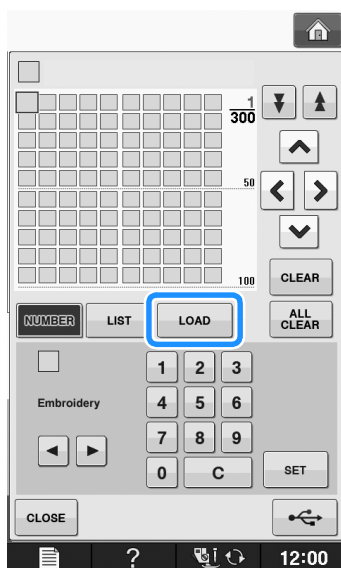 1
300
50
100
CLEAR
NUMBER LIST LOAD ALL CLEAR
Embroidery
1 2 3
4 5 6
7 8 9
0 C SET
CLOSE
? 12:00